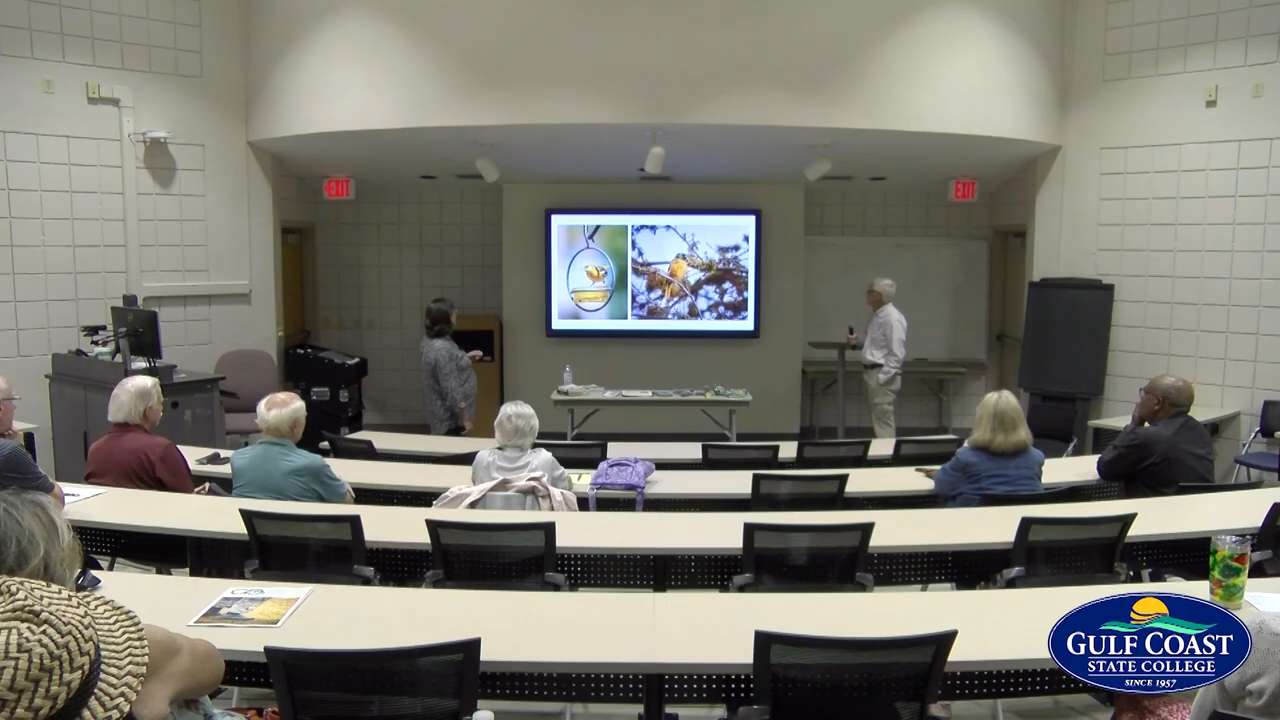 EXIT
EXIT
GULF COAST
STATE COLLEGE
SINCE 1957